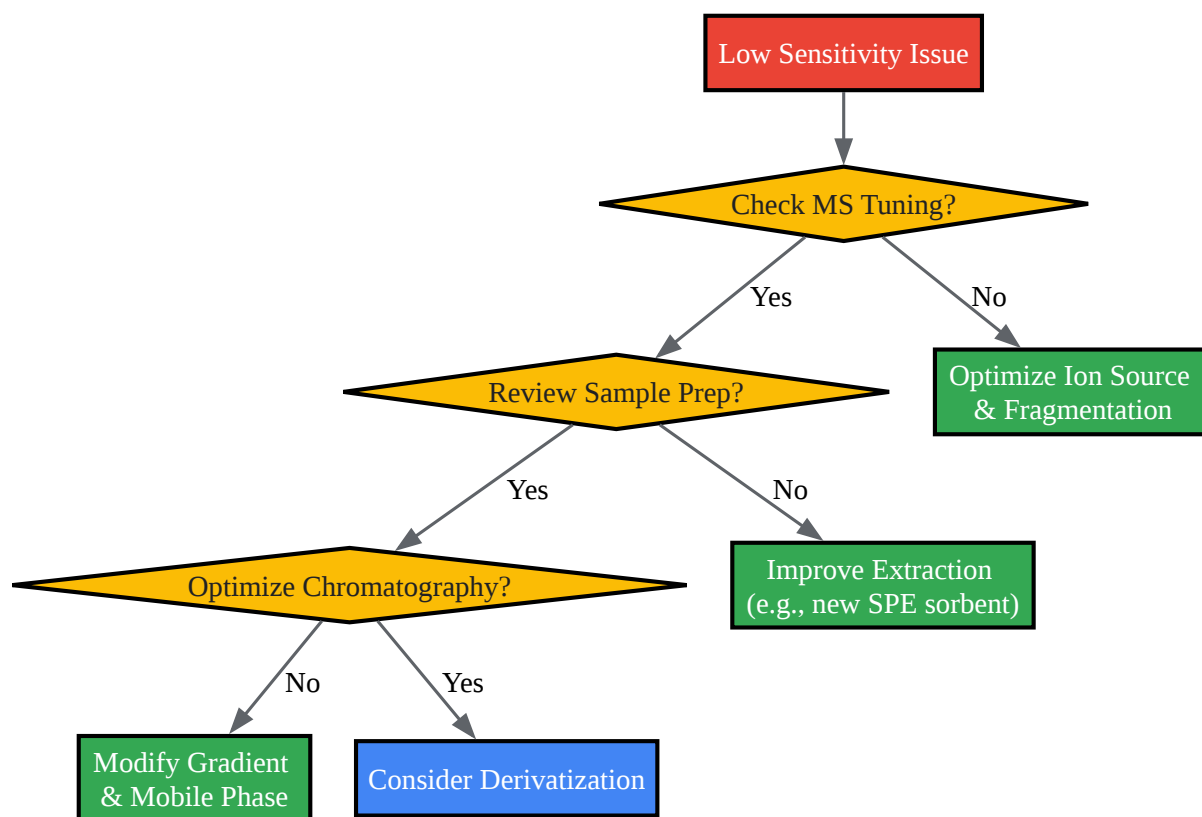 Low Sensitivity Issue
Check MS Tuning?
Yes
No
Optimize Ion Source
& Fragmentation
Review Sample Prep?
Yes
No
Improve Extraction
(e.g., new SPE sorbent)
Optimize Chromatography?
No
Yes
Modify Gradient
& Mobile Phase
Consider Derivatization